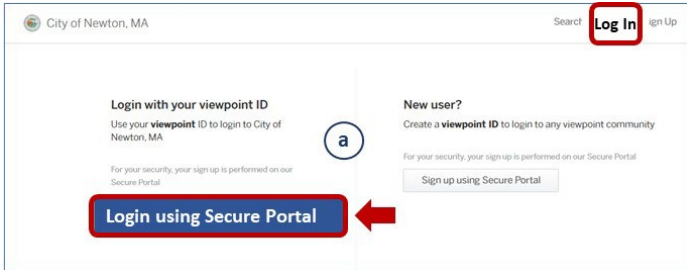 City of Newton, MA
Search Log In ign Up
Login with your viewpoint ID
Use your viewpoint ID to login to City of
Newton, MA
For your security, your sign up is performed on our
Secure Portal
Login using Secure Portal
a
New user?
Create a viewpoint ID to login to any viewpoint community
For your security, your sign up is performed on our Secure Portal
Sign up using Secure Portal